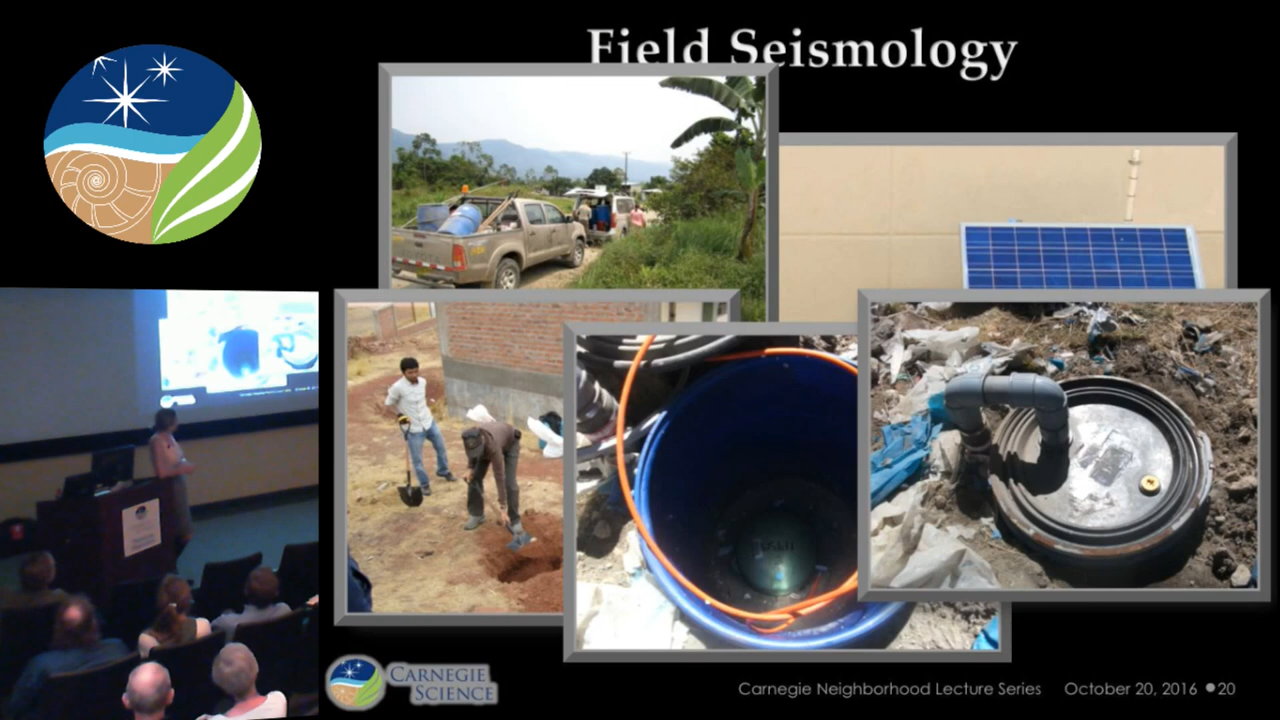 Field Seismology
CARNEGIE
SCIENCE
Carnegie Neighborhood Lecture Series October 20, 2016 •20